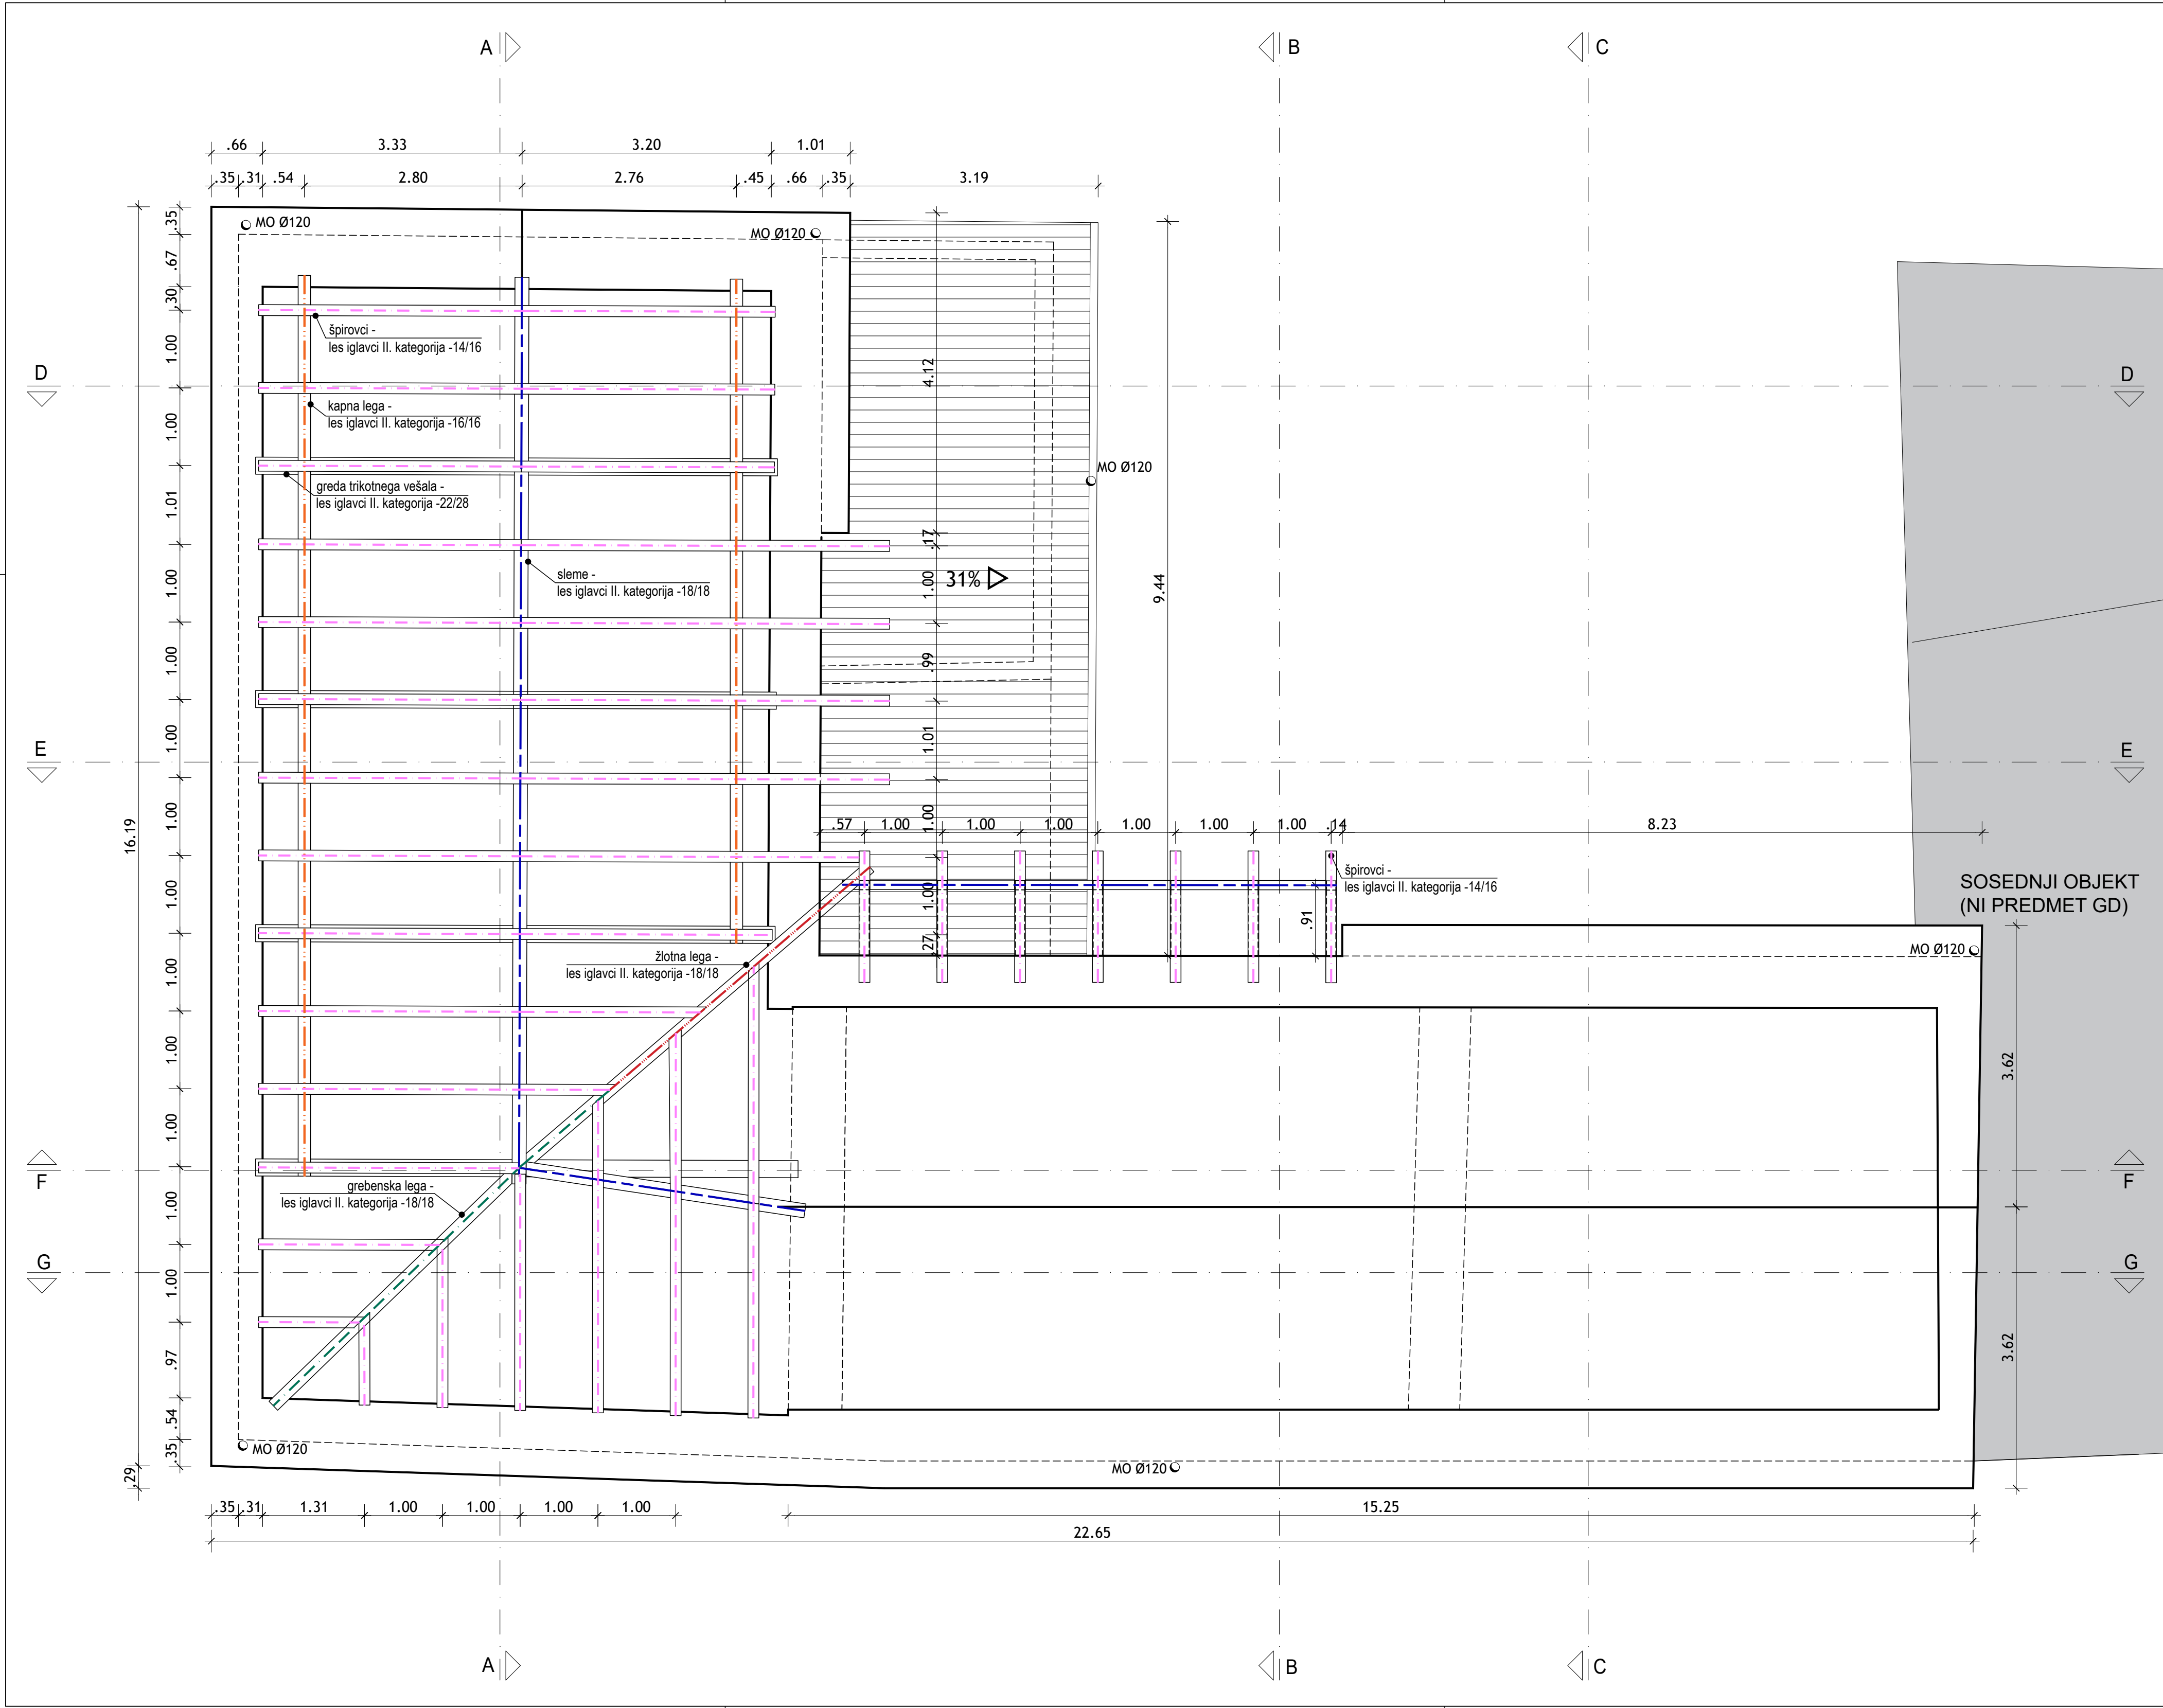 A
B
C
.66
3.33
3.20
1.01
.35
.31
.54
2.80
2.76
.45
.66
.35
3.19
MO Ø120
MO Ø120
.35
.67
.30
1.00
1.00
1.01
1.00
1.00
1.00
1.00
1.00
1.00
1.00
1.00
1.00
1.00
.97
.54
.35
16.19
.29
špirovci -
les iglavci II. kategorija -14/16
D
D
kapna lega -
les iglavci II. kategorija -16/16
greda trikotnega vešala -
les iglavci II. kategorija -22/28
sleme -
les iglavci II. kategorija -18/18
4.12
.17
1.00
.99
1.01
1.00
1.00
.27
31%
MO Ø120
9.44
E
E
.57
1.00
1.00
1.00
1.00
1.00
1.00
.14
8.23
špirovci -
les iglavci II. kategorija -14/16
.91
SOSEDNJI OBJEKT
(NI PREDMET GD)
MO Ø120
žlotna lega -
les iglavci II. kategorija -18/18
3.62
3.62
F
F
grebenska lega -
les iglavci II. kategorija -18/18
G
G
MO Ø120
MO Ø120
.35
.31
1.31
1.00
1.00
1.00
1.00
15.25
22.65
A
B
C